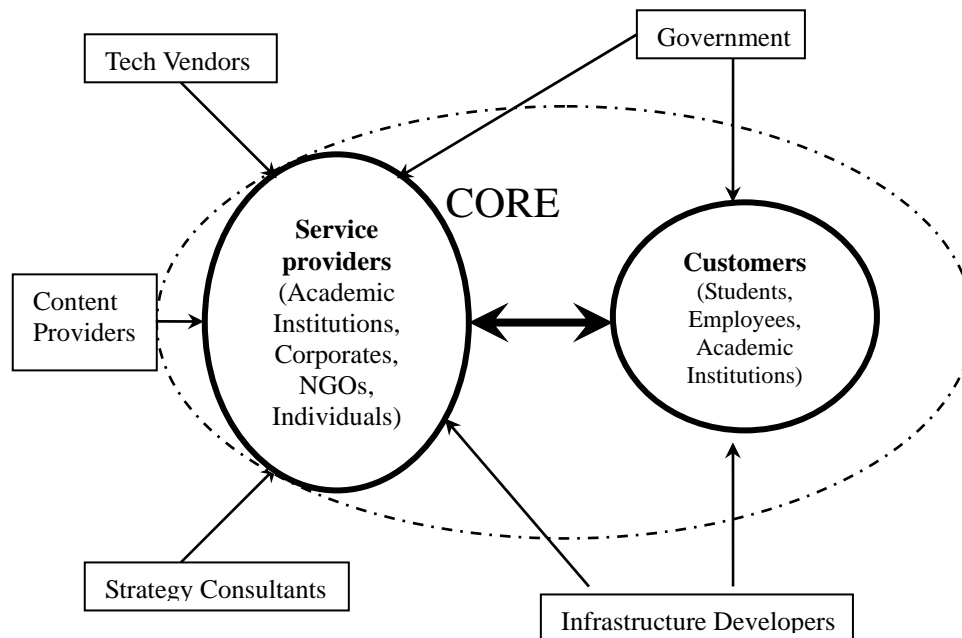 Tech Vendors
Government
CORE
Service
providers
(Academic
Institutions,
Corporates,
NGOs,
Individuals)
Customers
(Students,
Employees,
Academic
Institutions)
Content
Providers
Strategy Consultants
Infrastructure Developers